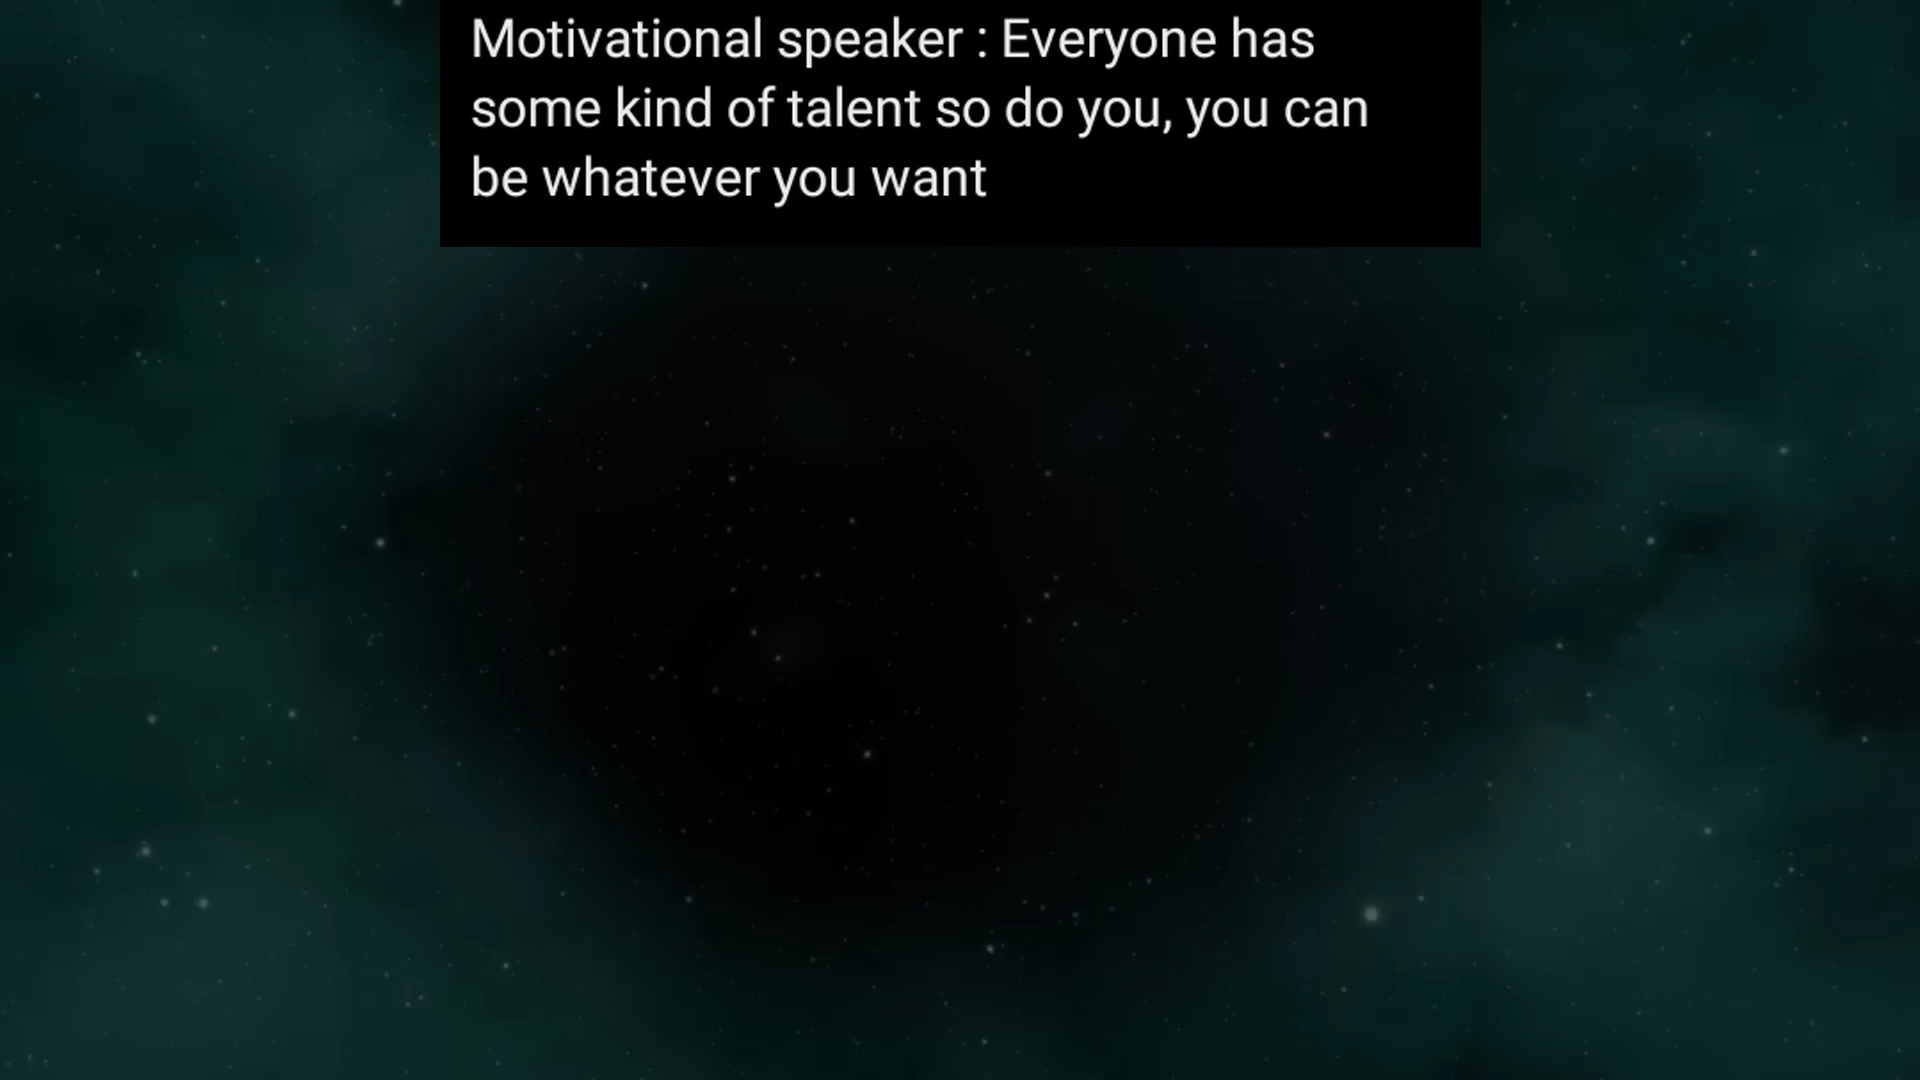 Motivational speaker : Everyone has
some kind of talent so do you, you can
be whatever you want